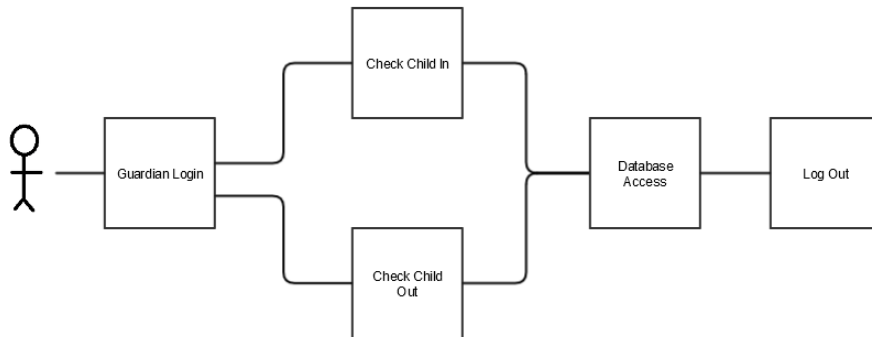 Check Child In
Guardian Login
Database
Access
Log Out
Check Child
Out